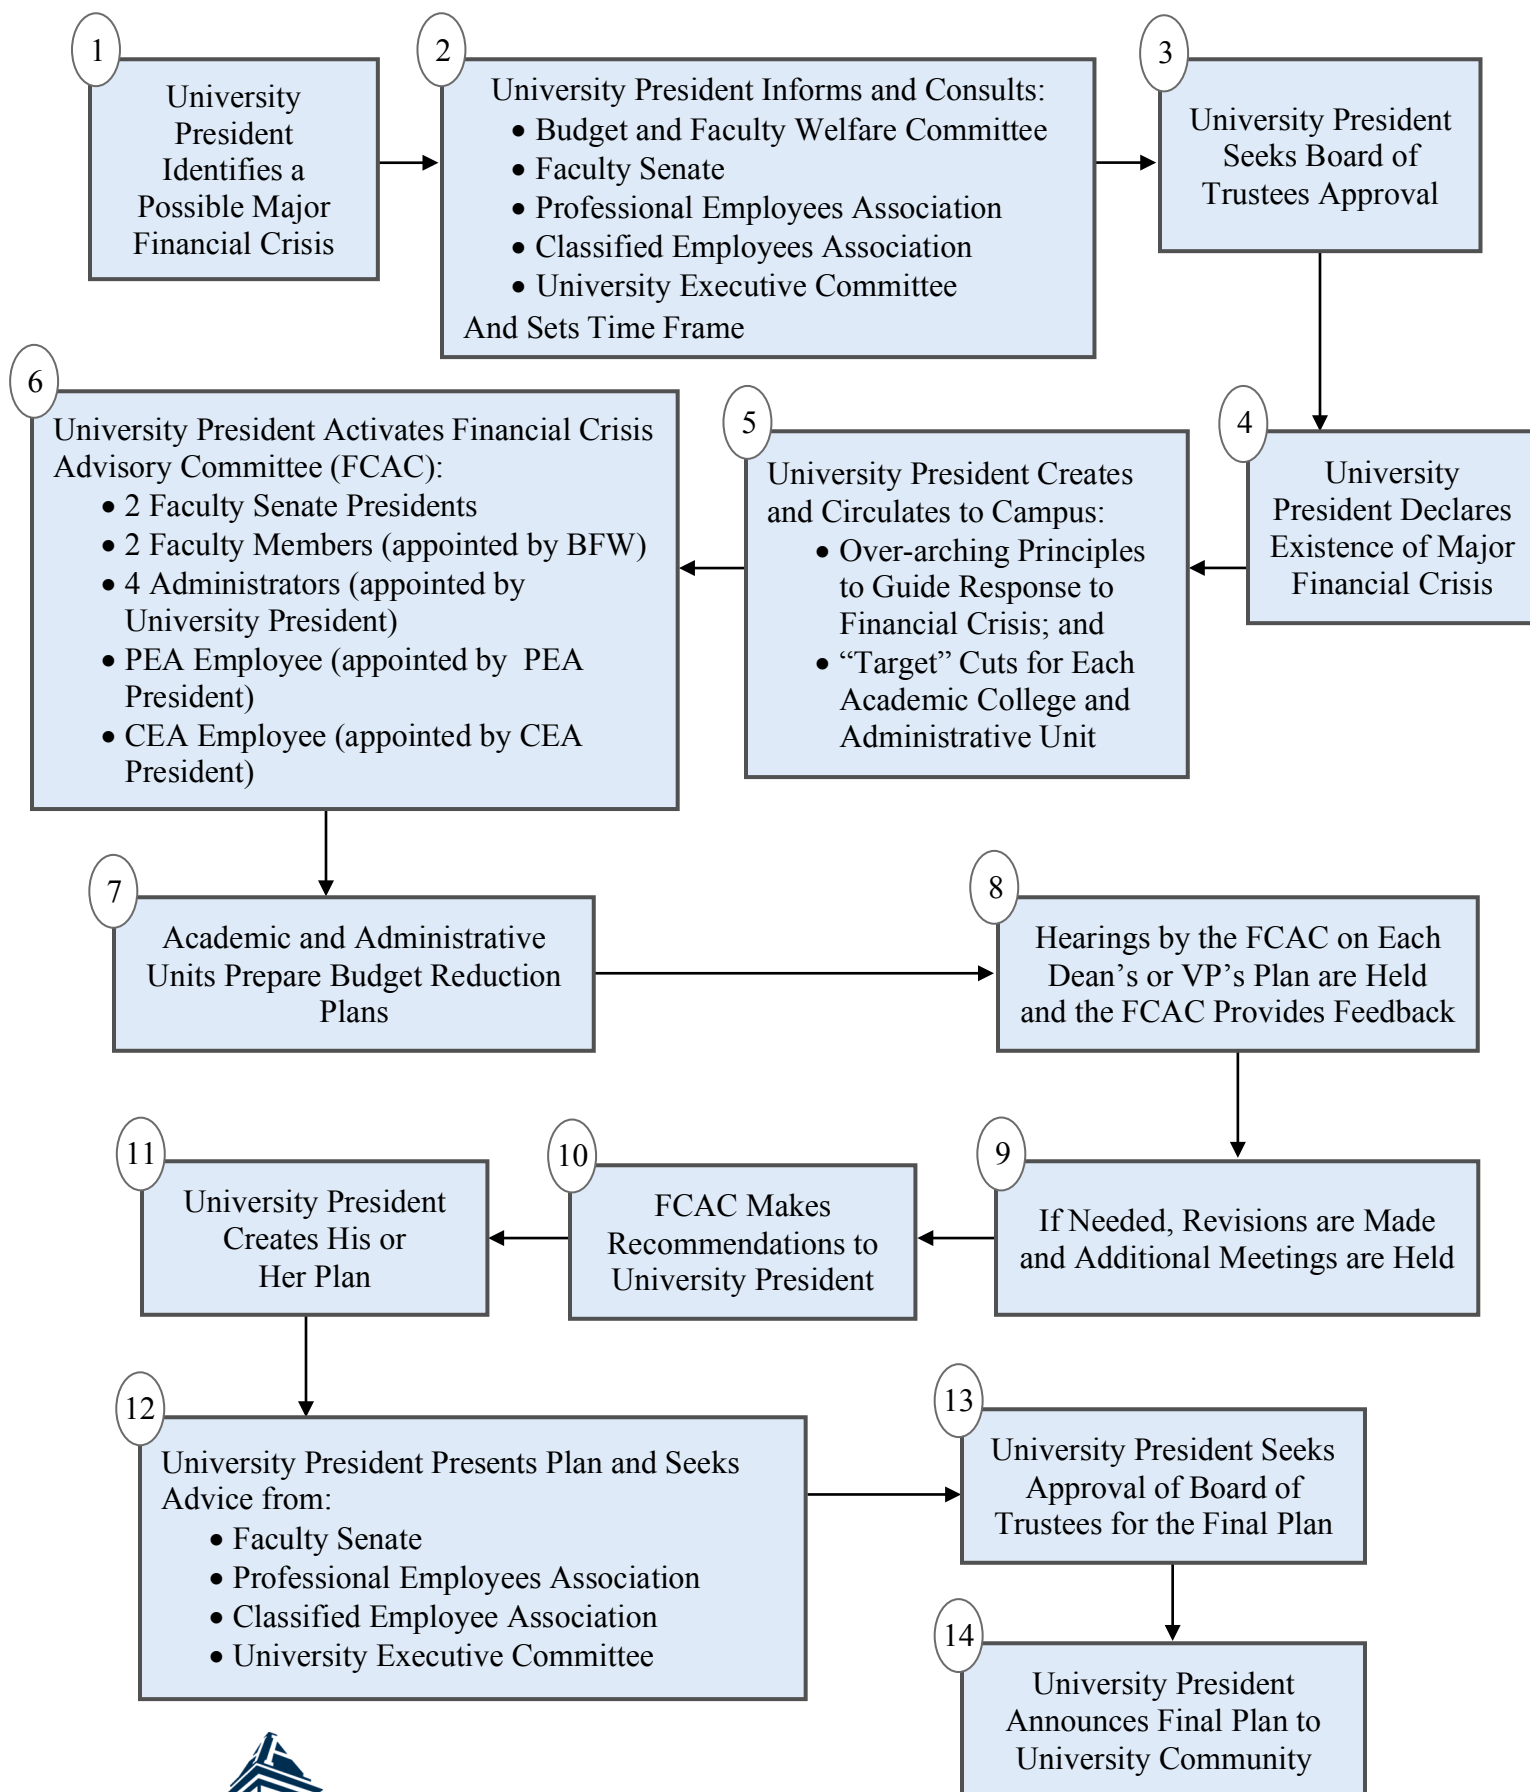 1
University
President
Identifies a
Possible Major
Financial Crisis
2
University President Informs and Consults:
• Budget and Faculty Welfare Committee
• Faculty Senate
• Professional Employees Association
• Classified Employees Association
• University Executive Committee
And Sets Time Frame
3
University President
Seeks Board of
Trustees Approval
4
University
President Declares
Existence of Major
Financial Crisis
5
University President Creates
and Circulates to Campus:
• Over-arching Principles
to Guide Response to
Financial Crisis; and
• “Target” Cuts for Each
Academic College and
Administrative Unit
6
University President Activates Financial Crisis
Advisory Committee (FCAC):
• 2 Faculty Senate Presidents
• 2 Faculty Members (appointed by BFW)
• 4 Administrators (appointed by
University President)
• PEA Employee (appointed by PEA
President)
• CEA Employee (appointed by CEA
President)
7
Academic and Administrative
Units Prepare Budget Reduction
Plans
8
Hearings by the FCAC on Each
Dean’s or VP’s Plan are Held
and the FCAC Provides Feedback
9
If Needed, Revisions are Made
and Additional Meetings are Held
10
FCAC Makes
Recommendations to
University President
11
University President
Creates His or
Her Plan
12
University President Presents Plan and Seeks
Advice from:
• Faculty Senate
• Professional Employees Association
• Classified Employee Association
• University Executive Committee
13
University President Seeks
Approval of Board of
Trustees for the Final Plan
14
University President
Announces Final Plan to
University Community